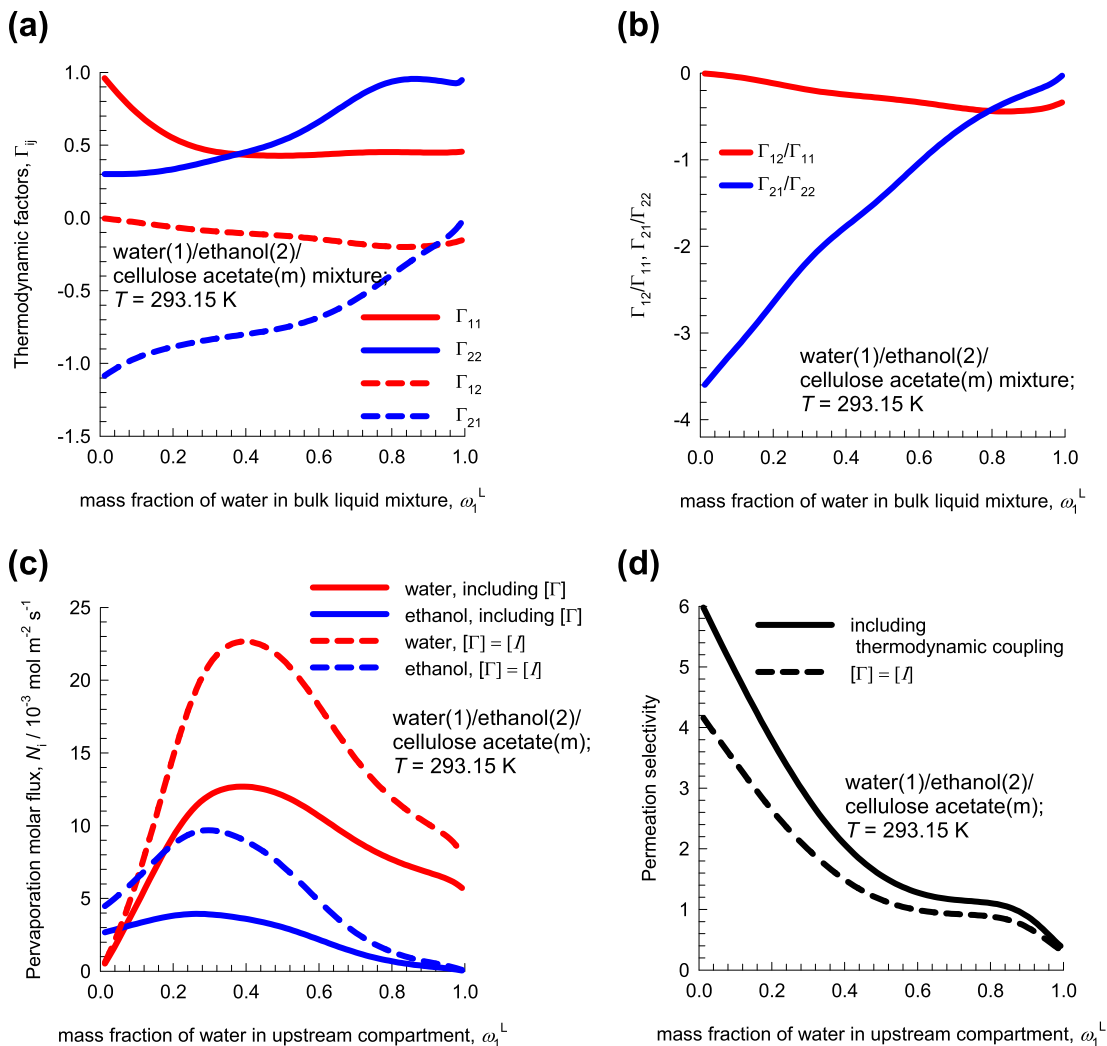 (a)
Thermodynamic factors, Γij
1.0
0.5
0.0
-0.5
-1.0
-1.5
water(1)/ethanol(2)/
cellulose acetate(m) mixture;
T = 293.15 K
Γ11
Γ22
Γ12
Γ21
0.0 0.2 0.4 0.6 0.8 1.0
mass fraction of water in bulk liquid mixture, ω1L
(b)
Γ12/Γ11, Γ21/Γ22
0
-1
-2
-3
-4
Γ12/Γ11
Γ21/Γ22
water(1)/ethanol(2)/
cellulose acetate(m) mixture;
T = 293.15 K
0.0 0.2 0.4 0.6 0.8 1.0
mass fraction of water in bulk liquid mixture, ω1L
(c)
Pervaporation molar flux, Ni / 10-3 mol m-2 s-1
25
20
15
10
5
0
water, including [Γ]
ethanol, including [Γ]
water, [Γ] = [I]
ethanol, [Γ] = [I]
water(1)/ethanol(2)/
cellulose acetate(m);
T = 293.15 K
0.0 0.2 0.4 0.6 0.8 1.0
mass fraction of water in upstream compartment, ω1L
(d)
Permeation selectivity
6
5
4
3
2
1
0
including
thermodynamic coupling
[Γ] = [I]
water(1)/ethanol(2)/
cellulose acetate(m);
T = 293.15 K
0.0 0.2 0.4 0.6 0.8 1.0
mass fraction of water in upstream compartment, ω1L